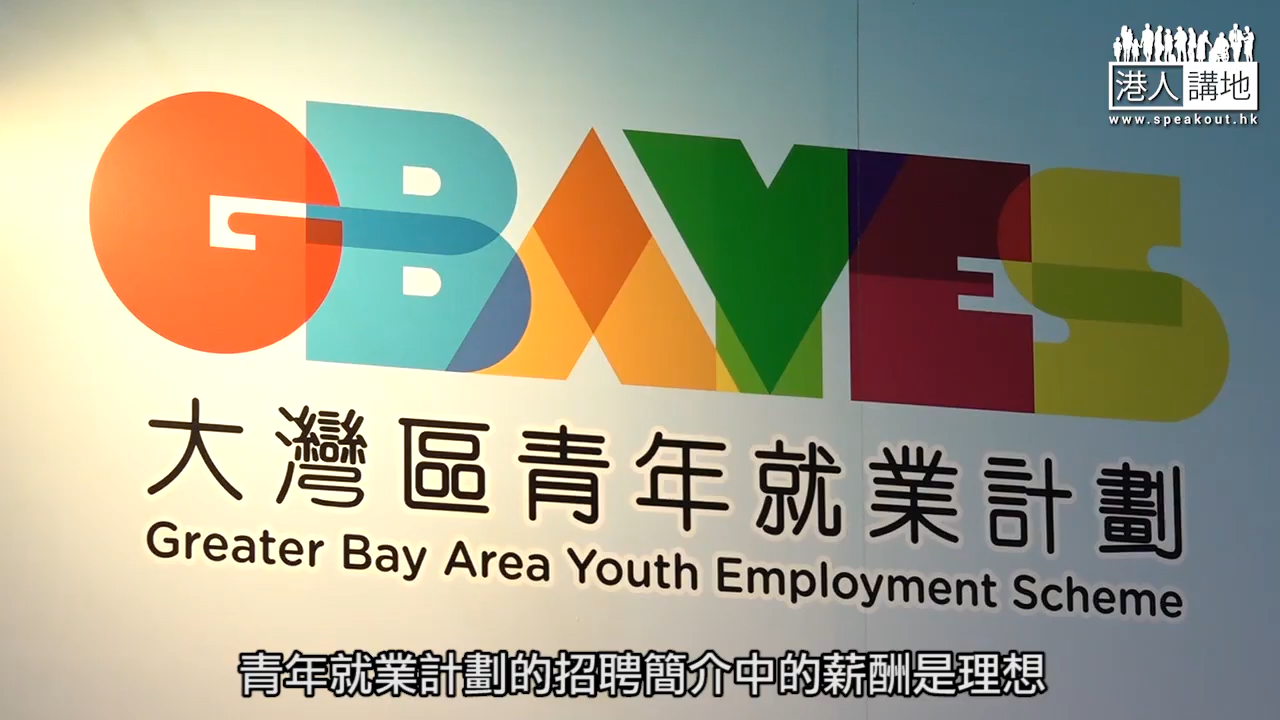 港人講地
www.speakout.hk
GBAYES
大灣區青年就業計劃
Greater Bay Area Youth Employment Scheme
青年就業計劃的招聘簡介中的薪酬是理想